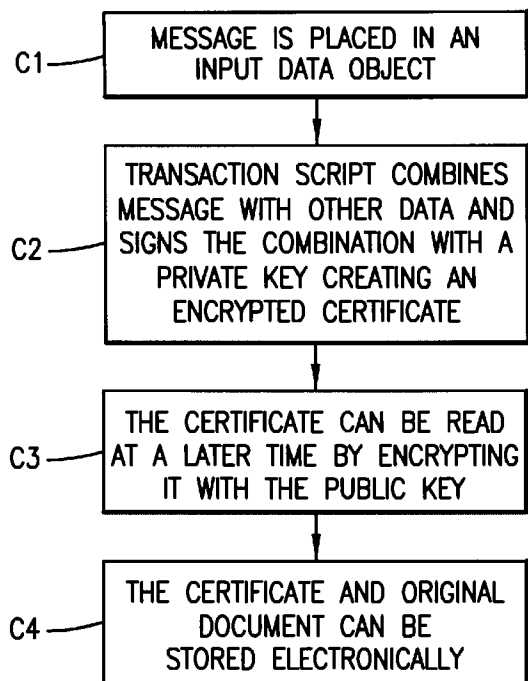 C1
MESSAGE IS PLACED IN AN
INPUT DATA OBJECT
C2
TRANSACTION SCRIPT COMBINES
MESSAGE WITH OTHER DATA AND
SIGNS THE COMBINATION WITH A
PRIVATE KEY CREATING AN
ENCRYPTED CERTIFICATE
C3
THE CERTIFICATE CAN BE READ
AT A LATER TIME BY ENCRYPTING
IT WITH THE PUBLIC KEY
C4
THE CERTIFICATE AND ORIGINAL
DOCUMENT CAN BE
STORED ELECTRONICALLY